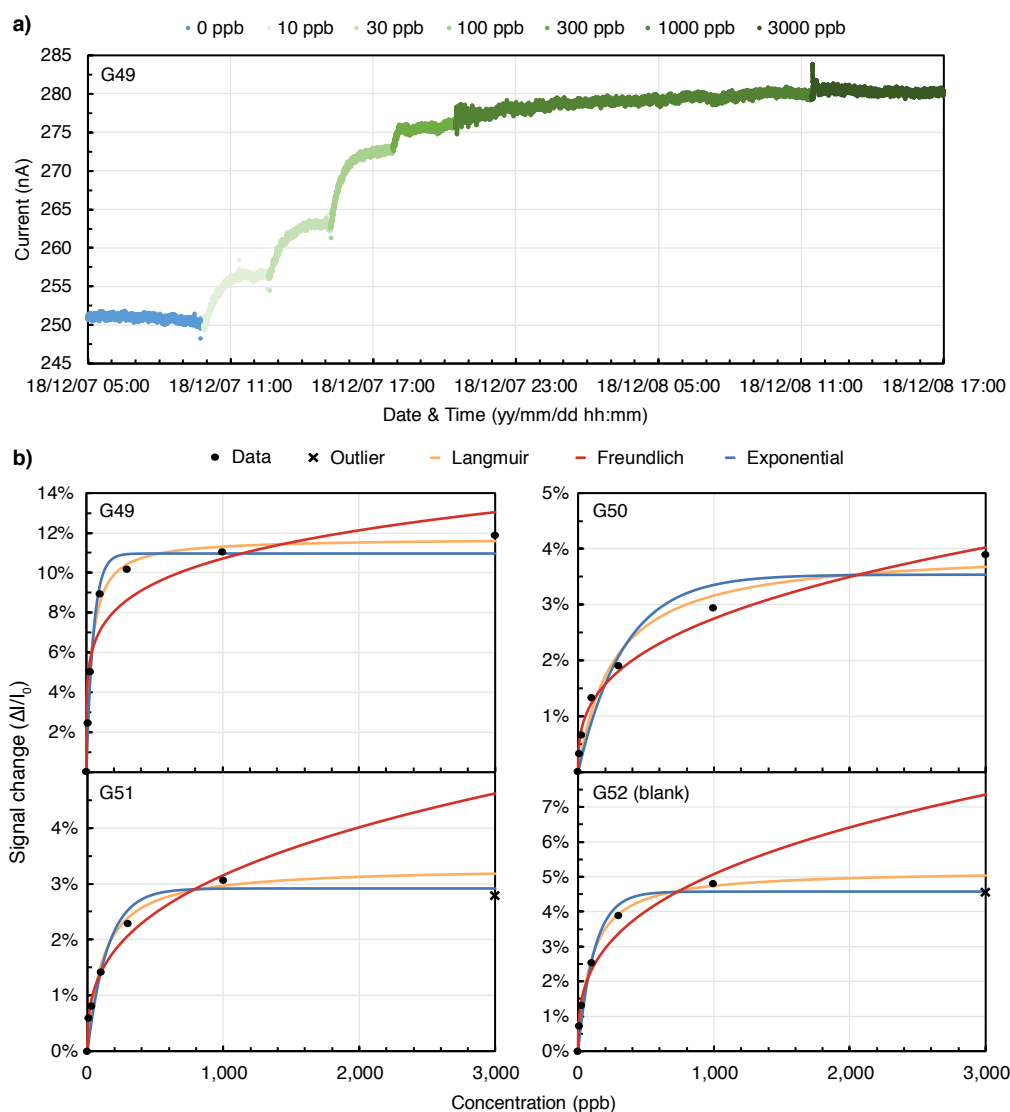 a)
0 ppb 10 ppb 30 ppb 100 ppb 300 ppb 1000 ppb 3000 ppb
G49
Current (nA)
285
280
275
270
265
260
255
250
245
18/12/07 05:00 18/12/07 11:00 18/12/07 17:00 18/12/07 23:00 18/12/08 05:00 18/12/08 11:00 18/12/08 17:00
Date & Time (yy/mm/dd hh:mm)
b)
Data Outlier Langmuir Freundlich Exponential
Signal change (ΔI/I0)
G49
14%
12%
10%
8%
6%
4%
2%
G50
5%
4%
3%
2%
1%
G51
4%
3%
2%
1%
0%
0 1,000 2,000 3,000
G52 (blank)
7%
6%
5%
4%
3%
2%
1%
0%
0 1,000 2,000 3,000
Concentration (ppb)